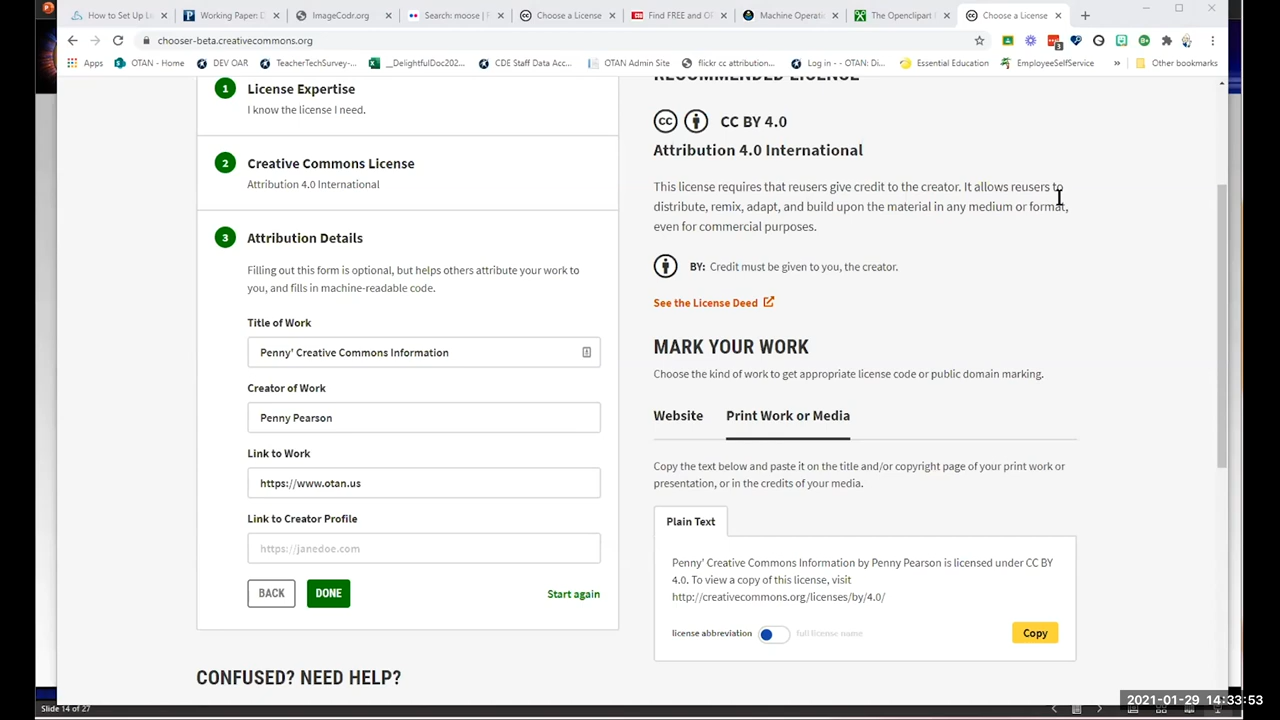 How to Set Up Li
Working Paper: D
ImageCodr.org
Search: moose | F
Choose a License
Find FREE and OP
Machine Operati
The Openclipart
Choose a License
chooser-beta.creativecommons.org
Apps
OTAN - Home
DEV OAR
TeacherTechSurvey-...
_DelightfulDoc202...
CDE Staff Data Acc...
OTAN Admin Site
flickr cc attribution...
Log in ‹ OTAN: Di...
Essential Education
EmployeeSelfService
»
Other bookmarks
1 License Expertise
I know the license I need.
2 Creative Commons License
Attribution 4.0 International
3 Attribution Details
Filling out this form is optional, but helps others attribute your work to
you, and fills in machine-readable code.
Title of Work
Penny' Creative Commons Information
Creator of Work
Penny Pearson
Link to Work
https://www.otan.us
Link to Creator Profile
https://janedoe.com
BACK
DONE
Start again
CONFUSED? NEED HELP?
RECOMMENDED LICENSE
CC BY 4.0
Attribution 4.0 International
This license requires that reusers give credit to the creator. It allows reusers to
distribute, remix, adapt, and build upon the material in any medium or format,
even for commercial purposes.
BY: Credit must be given to you, the creator.
See the License Deed
MARK YOUR WORK
Choose the kind of work to get appropriate license code or public domain marking.
Website Print Work or Media
Copy the text below and paste it on the title and/or copyright page of your print work or
presentation, or in the credits of your media.
Plain Text
Penny' Creative Commons Information by Penny Pearson is licensed under CC BY
4.0. To view a copy of this license, visit
http://creativecommons.org/licenses/by/4.0/
license abbreviation full license name
Copy
Slide 14 of 27
2021-01-29 14:33:53